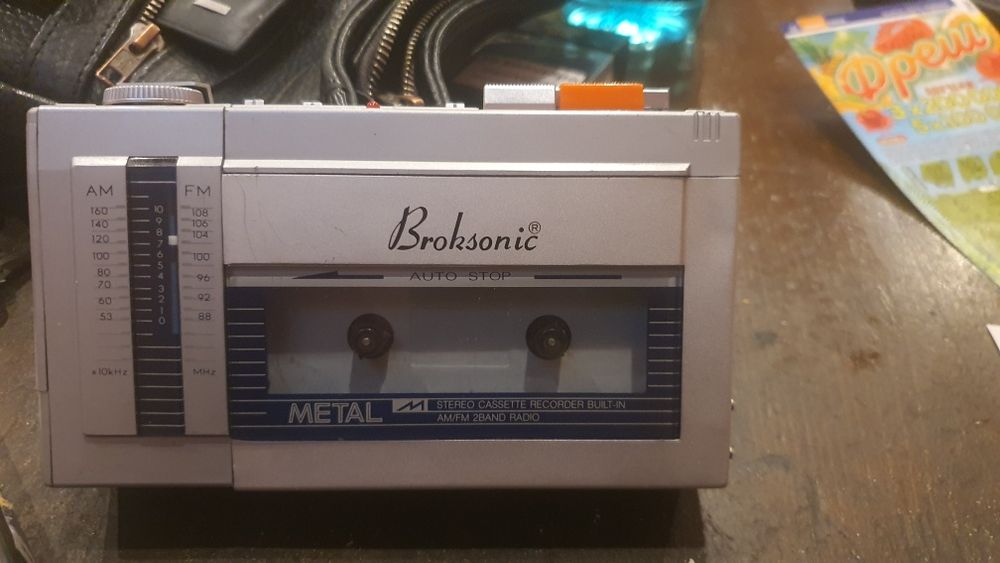 AM
FM
160
140
120
100
80
70
60
53
x10kHz
10
9
8
7
6
5
4
3
2
1
0
108
106
104
100
96
92
88
MHz
Broksonic®
AUTO STOP
METAL
STEREO CASSETTE RECORDER BUILT-IN
AM/FM 2BAND RADIO
Фреш